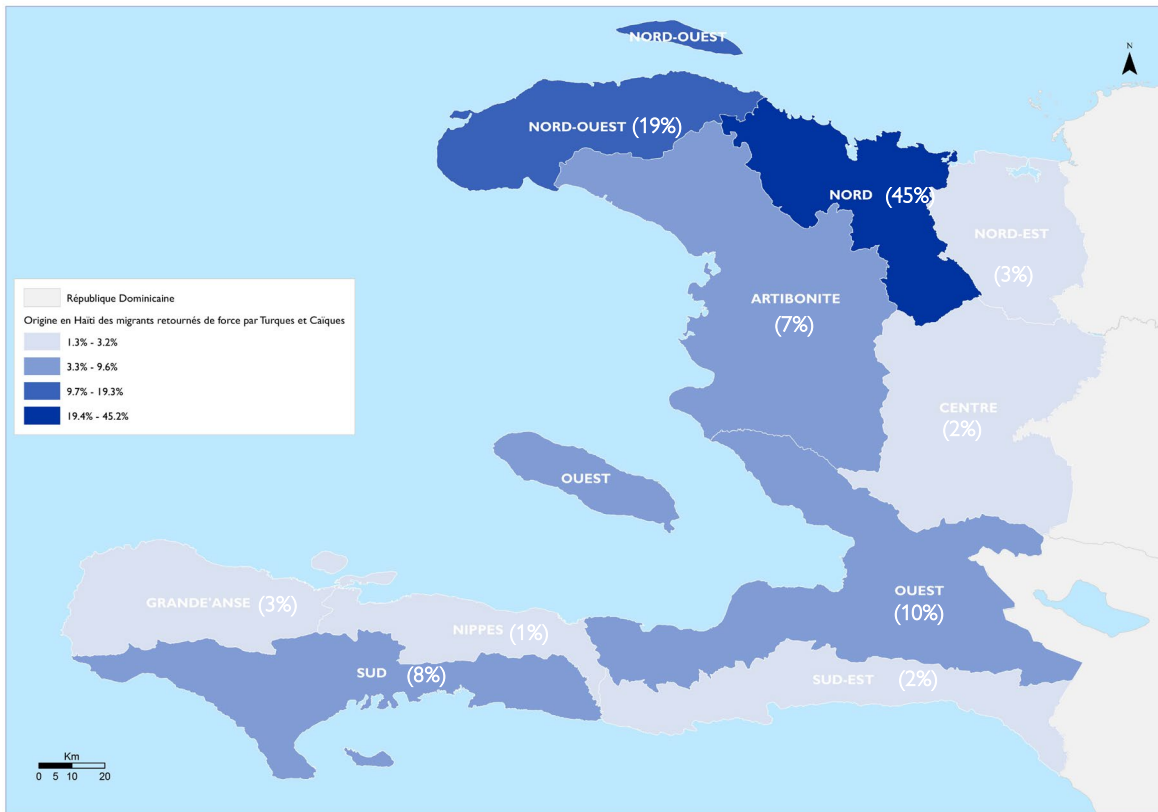 NORD-OUEST
N
NORD-OUEST (19%)
NORD (45%)
NORD-EST
(3%)
ARTIBONITE
(7%)
République Dominicaine
Origine en Haïti des migrants retournés de force par Turques et Caïques
1.3% - 3.2%
3.3% - 9.6%
9.7% - 19.3%
19.4% - 45.2%
CENTRE
(2%)
OUEST
OUEST
(10%)
GRANDE'ANSE (3%)
NIPPES (1%)
SUD (8%)
SUD-EST (2%)
Km
0 5 10 20